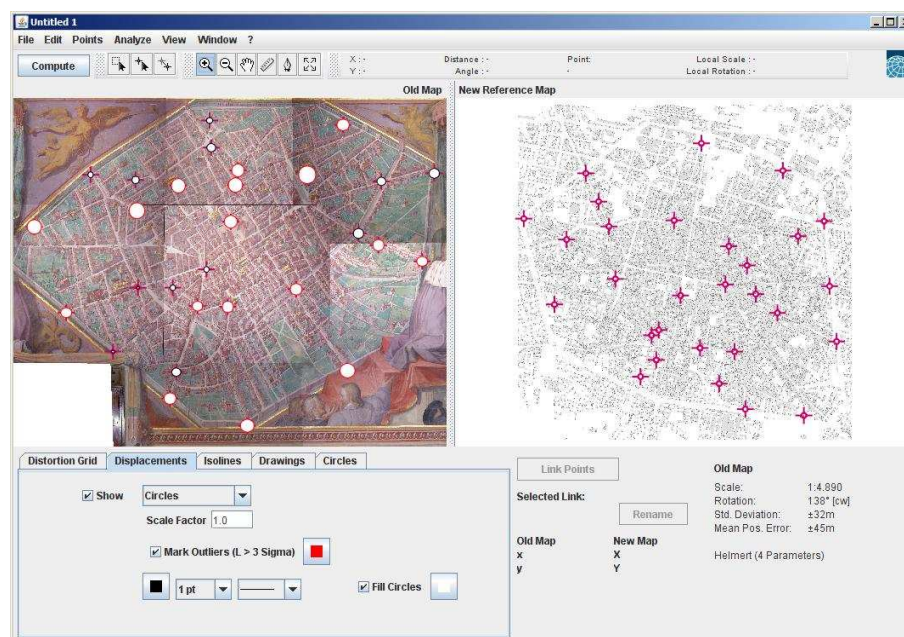 Untitled 1
File Edit Points Analyze View Window ?
Compute
X : -
Y : -
Distance : -
Angle : -
Point:
-
Local Scale : -
Local Rotation : -
Old Map
New Reference Map
Distortion Grid Displacements Isolines Drawings Circles
Show Circles
Scale Factor 1.0
Mark Outliers (L > 3 Sigma)
1 pt
Fill Circles
Link Points
Selected Link:
Rename
Old Map New Map
x X
y Y
Old Map
Scale: 1:4.890
Rotation: 138° [cw]
Std. Deviation: ±32m
Mean Pos. Error: ±45m
Helmert (4 Parameters)